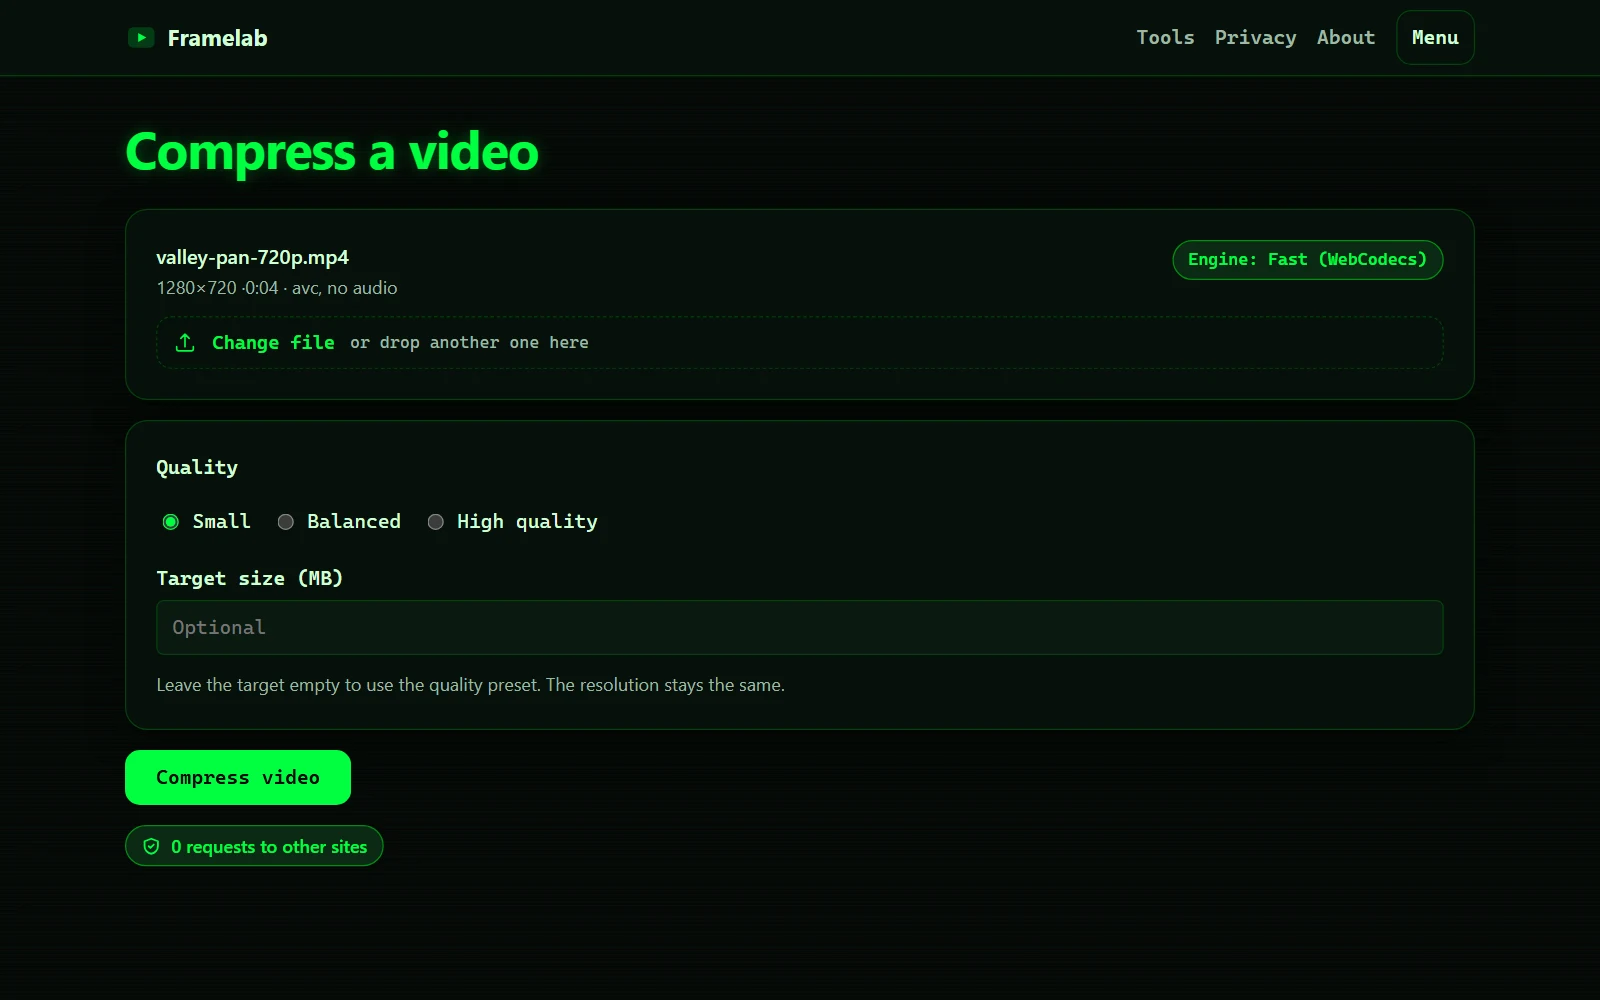 Framelab
Tools Privacy About Menu
Compress a video
valley-pan-720p.mp4
Engine: Fast (WebCodecs)
1280×720 ·0:04 · avc, no audio
Change file or drop another one here
Quality
Small Balanced High quality
Target size (MB)
Optional
Leave the target empty to use the quality preset. The resolution stays the same.
Compress video
0 requests to other sites